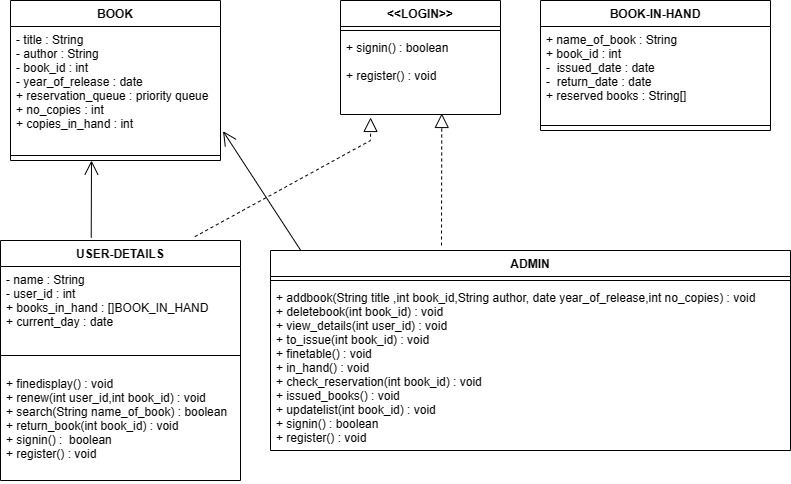 BOOK
- title : String
- author : String
- book_id : int
- year_of_release : date
+ reservation_queue : priority queue
+ no_copies : int
+ copies_in_hand : int
<<LOGIN>>
+ signin() : boolean
+ register() : void
BOOK-IN-HAND
+ name_of_book : String
+ book_id : int
- issued_date : date
- return_date : date
+ reserved books : String[]
USER-DETAILS
- name : String
- user_id : int
+ books_in_hand : []BOOK_IN_HAND
+ current_day : date
+ finedisplay() : void
+ renew(int user_id,int book_id) : void
+ search(String name_of_book) : boolean
+ return_book(int book_id) : void
+ signin() : boolean
+ register() : void
ADMIN
+ addbook(String title ,int book_id,String author, date year_of_release,int no_copies) : void
+ deletebook(int book_id) : void
+ view_details(int user_id) : void
+ to_issue(int book_id) : void
+ finetable() : void
+ in_hand() : void
+ check_reservation(int book_id) : void
+ issued_books() : void
+ updatelist(int book_id) : void
+ signin() : boolean
+ register() : void